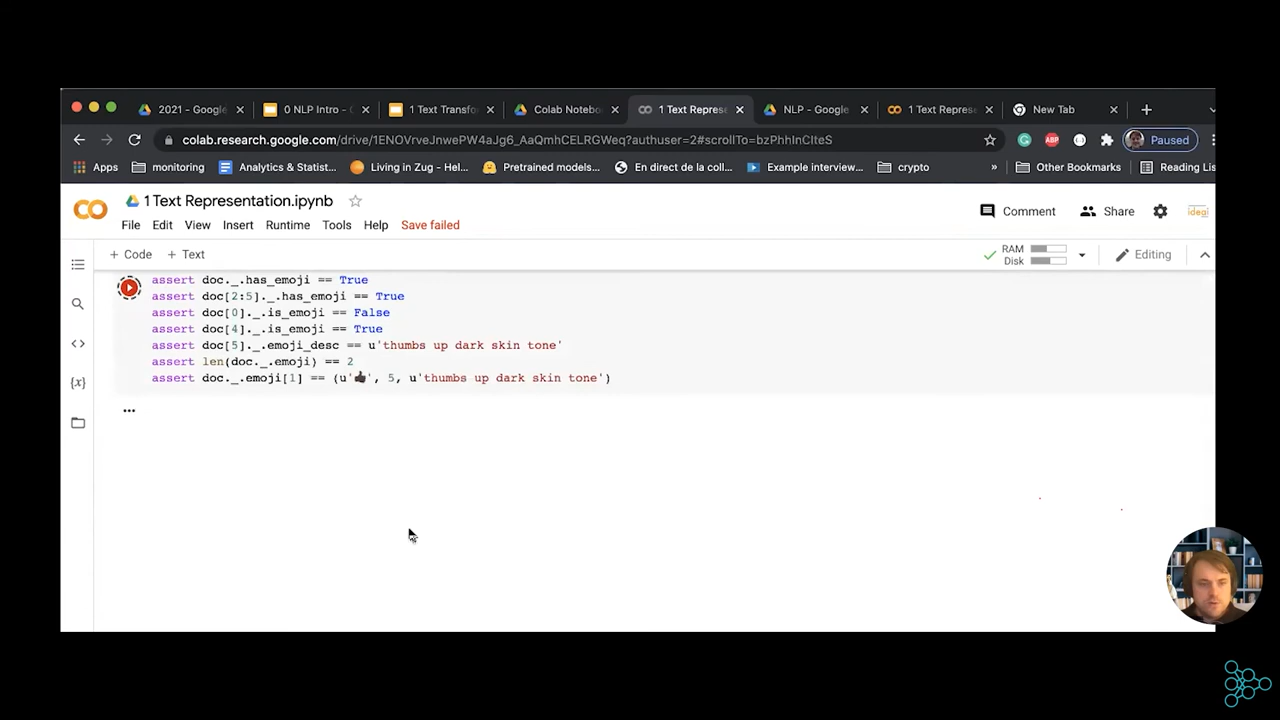 2021 - Google
0 NLP Intro -
1 Text Transfo
Colab Notebo
1 Text Repres
NLP - Google
1 Text Repres
New Tab
colab.research.google.com/drive/1ENOVrveJnwePW4aJg6_AaQmhCELRGWeq?authuser=2#scrollTo=bzPhhInCIteS
ABP
Paused
Apps
monitoring
Analytics & Statist...
Living in Zug - Hel...
Pretrained models...
En direct de la coll...
Example interview...
crypto
»
Other Bookmarks
Reading Lis
1 Text Representation.ipynb
Comment
Share
File Edit View Insert Runtime Tools Help Save failed
+ Code + Text
RAM
Disk
Editing
assert doc._.has_emoji == True
assert doc[2:5]._.has_emoji == True
assert doc[0]._.is_emoji == False
assert doc[4]._.is_emoji == True
assert doc[5]._.emoji_desc == u'thumbs up dark skin tone'
assert len(doc._.emoji) == 2
assert doc._.emoji[1] == (u'👍🏿', 5, u'thumbs up dark skin tone')
...